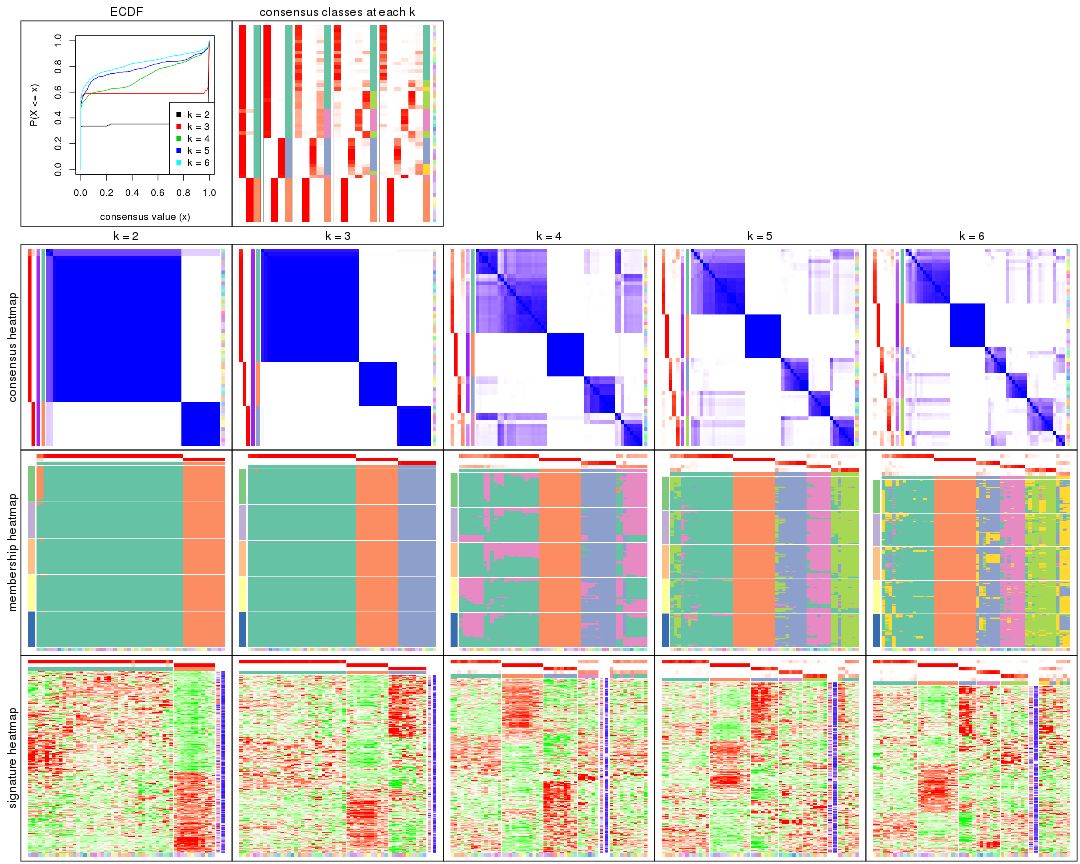 ECDF
consensus classes at each k
P(X <= x)
0.0 0.2 0.4 0.6 0.8 1.0
k = 2
k = 3
k = 4
k = 5
k = 6
0.0 0.2 0.4 0.6 0.8 1.0
consensus value (x)
k = 2
k = 3
k = 4
k = 5
k = 6
consensus heatmap
membership heatmap
signature heatmap